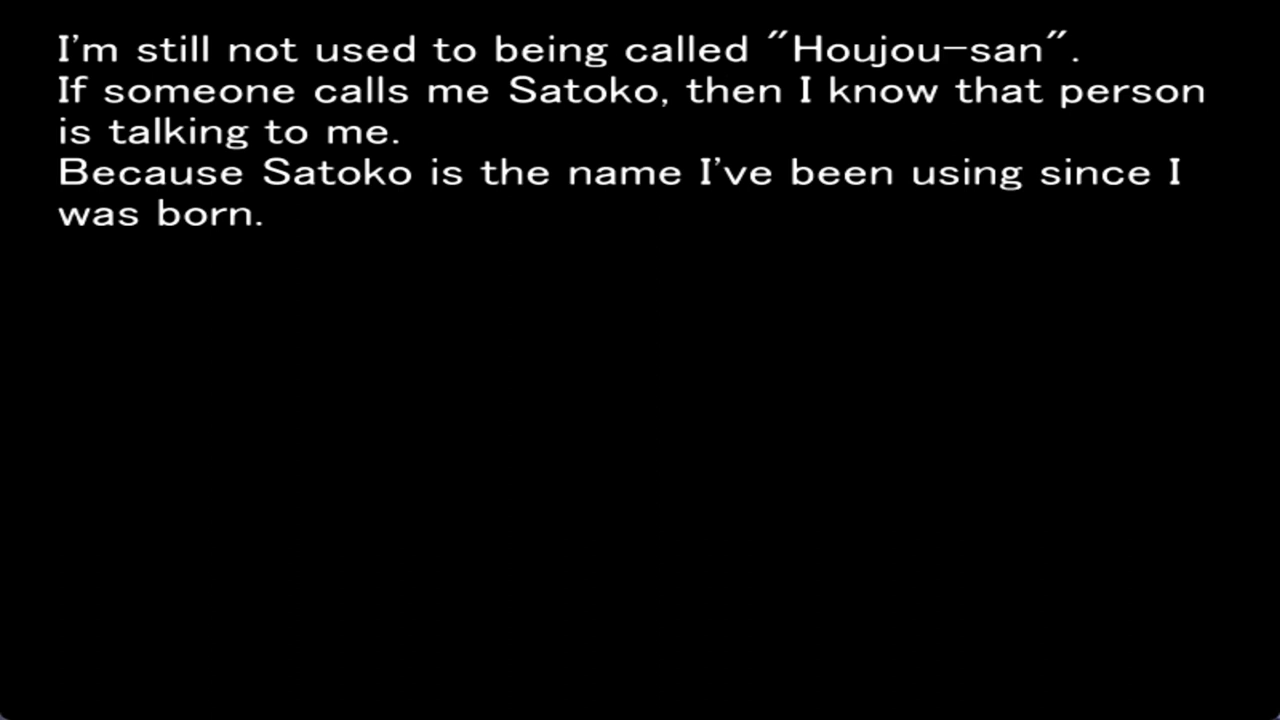 I'm still not used to being called "Houjou-san".
If someone calls me Satoko, then I know that person
is talking to me.
Because Satoko is the name I've been using since I
was born.